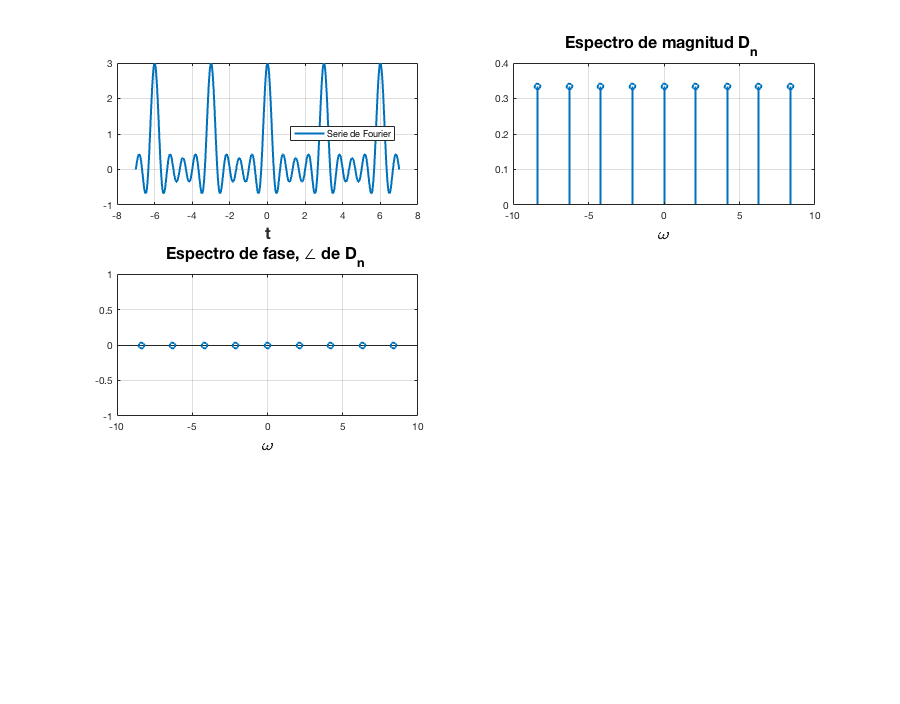 3
2
1
0
-1
Serie de Fourier
-8 -6 -4 -2 0 2 4 6 8
t
Espectro de magnitud Dn
0.4
0.3
0.2
0.1
0
-10 -5 0 5 10
ω
Espectro de fase, ∠ de Dn
1
0.5
0
-0.5
-1
-10 -5 0 5 10
ω